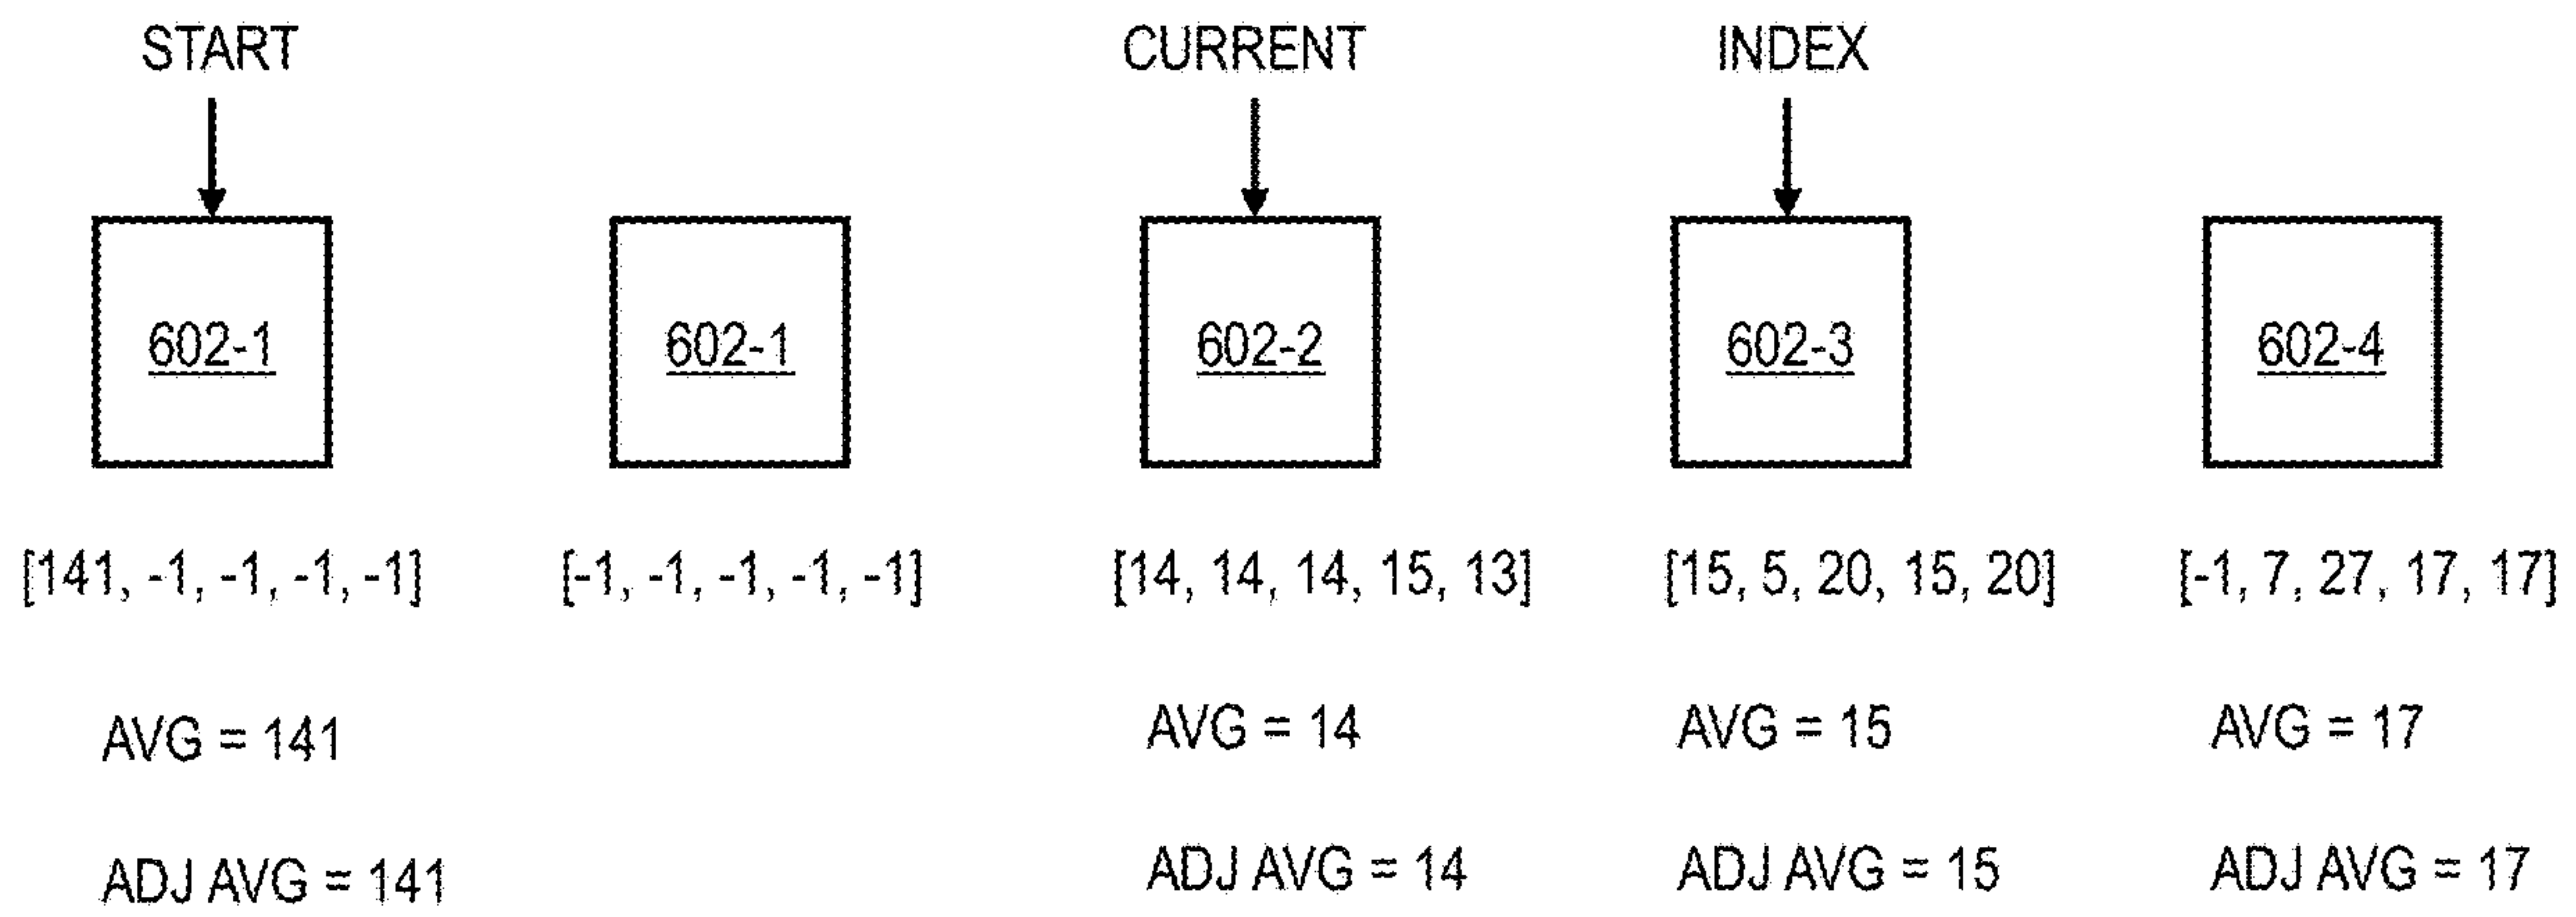 START CURRENT INDEX
602-1 602-1 602-2 602-3 602-4
[141, -1, -1, -1, -1] [-1, -1, -1, -1, -1] [14, 14, 14, 15, 13] [15, 5, 20, 15, 20] [-1, 7, 27, 17, 17]
AVG = 141 AVG = 14 AVG = 15 AVG = 17
ADJ AVG = 141 ADJ AVG = 14 ADJ AVG = 15 ADJ AVG = 17